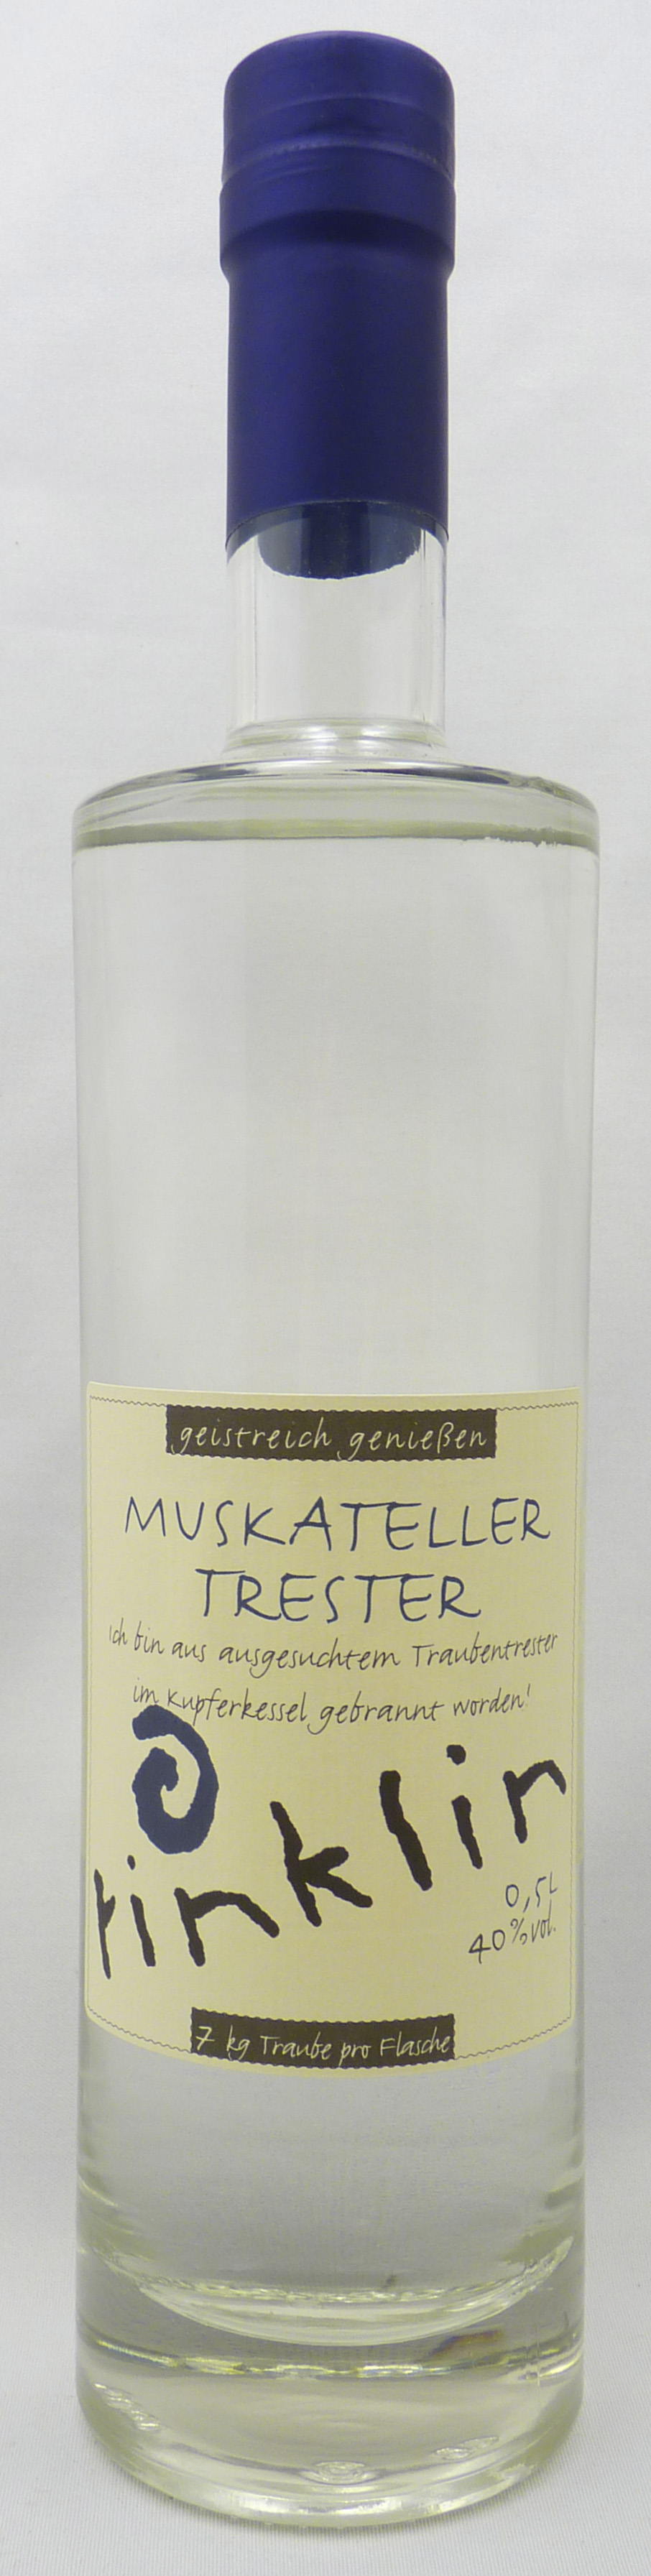 geistreich genießen
MUSKATELLER
TRESTER
Ich bin aus ausgesuchtem Traubentrester
im Kupferkessel gebrannt worden!
rinklin
0,5L
40%vol.
7 kg Traube pro Flasche